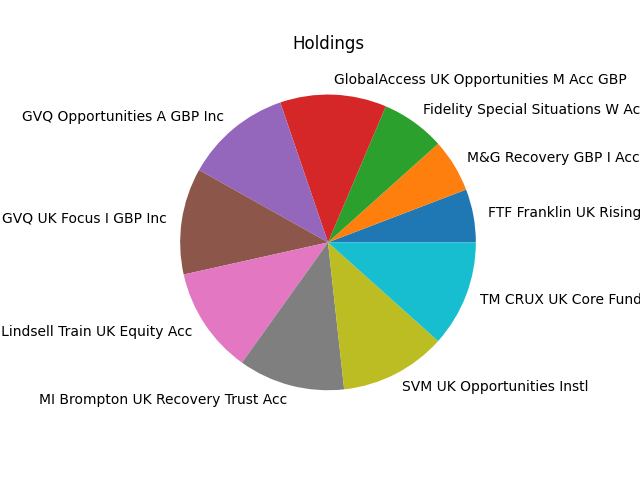 Holdings
GlobalAccess UK Opportunities M Acc GBP
Fidelity Special Situations W Ac
GVQ Opportunities A GBP Inc
M&G Recovery GBP I Acc
FTF Franklin UK Rising
GVQ UK Focus I GBP Inc
TM CRUX UK Core Fund
Lindsell Train UK Equity Acc
SVM UK Opportunities Instl
MI Brompton UK Recovery Trust Acc